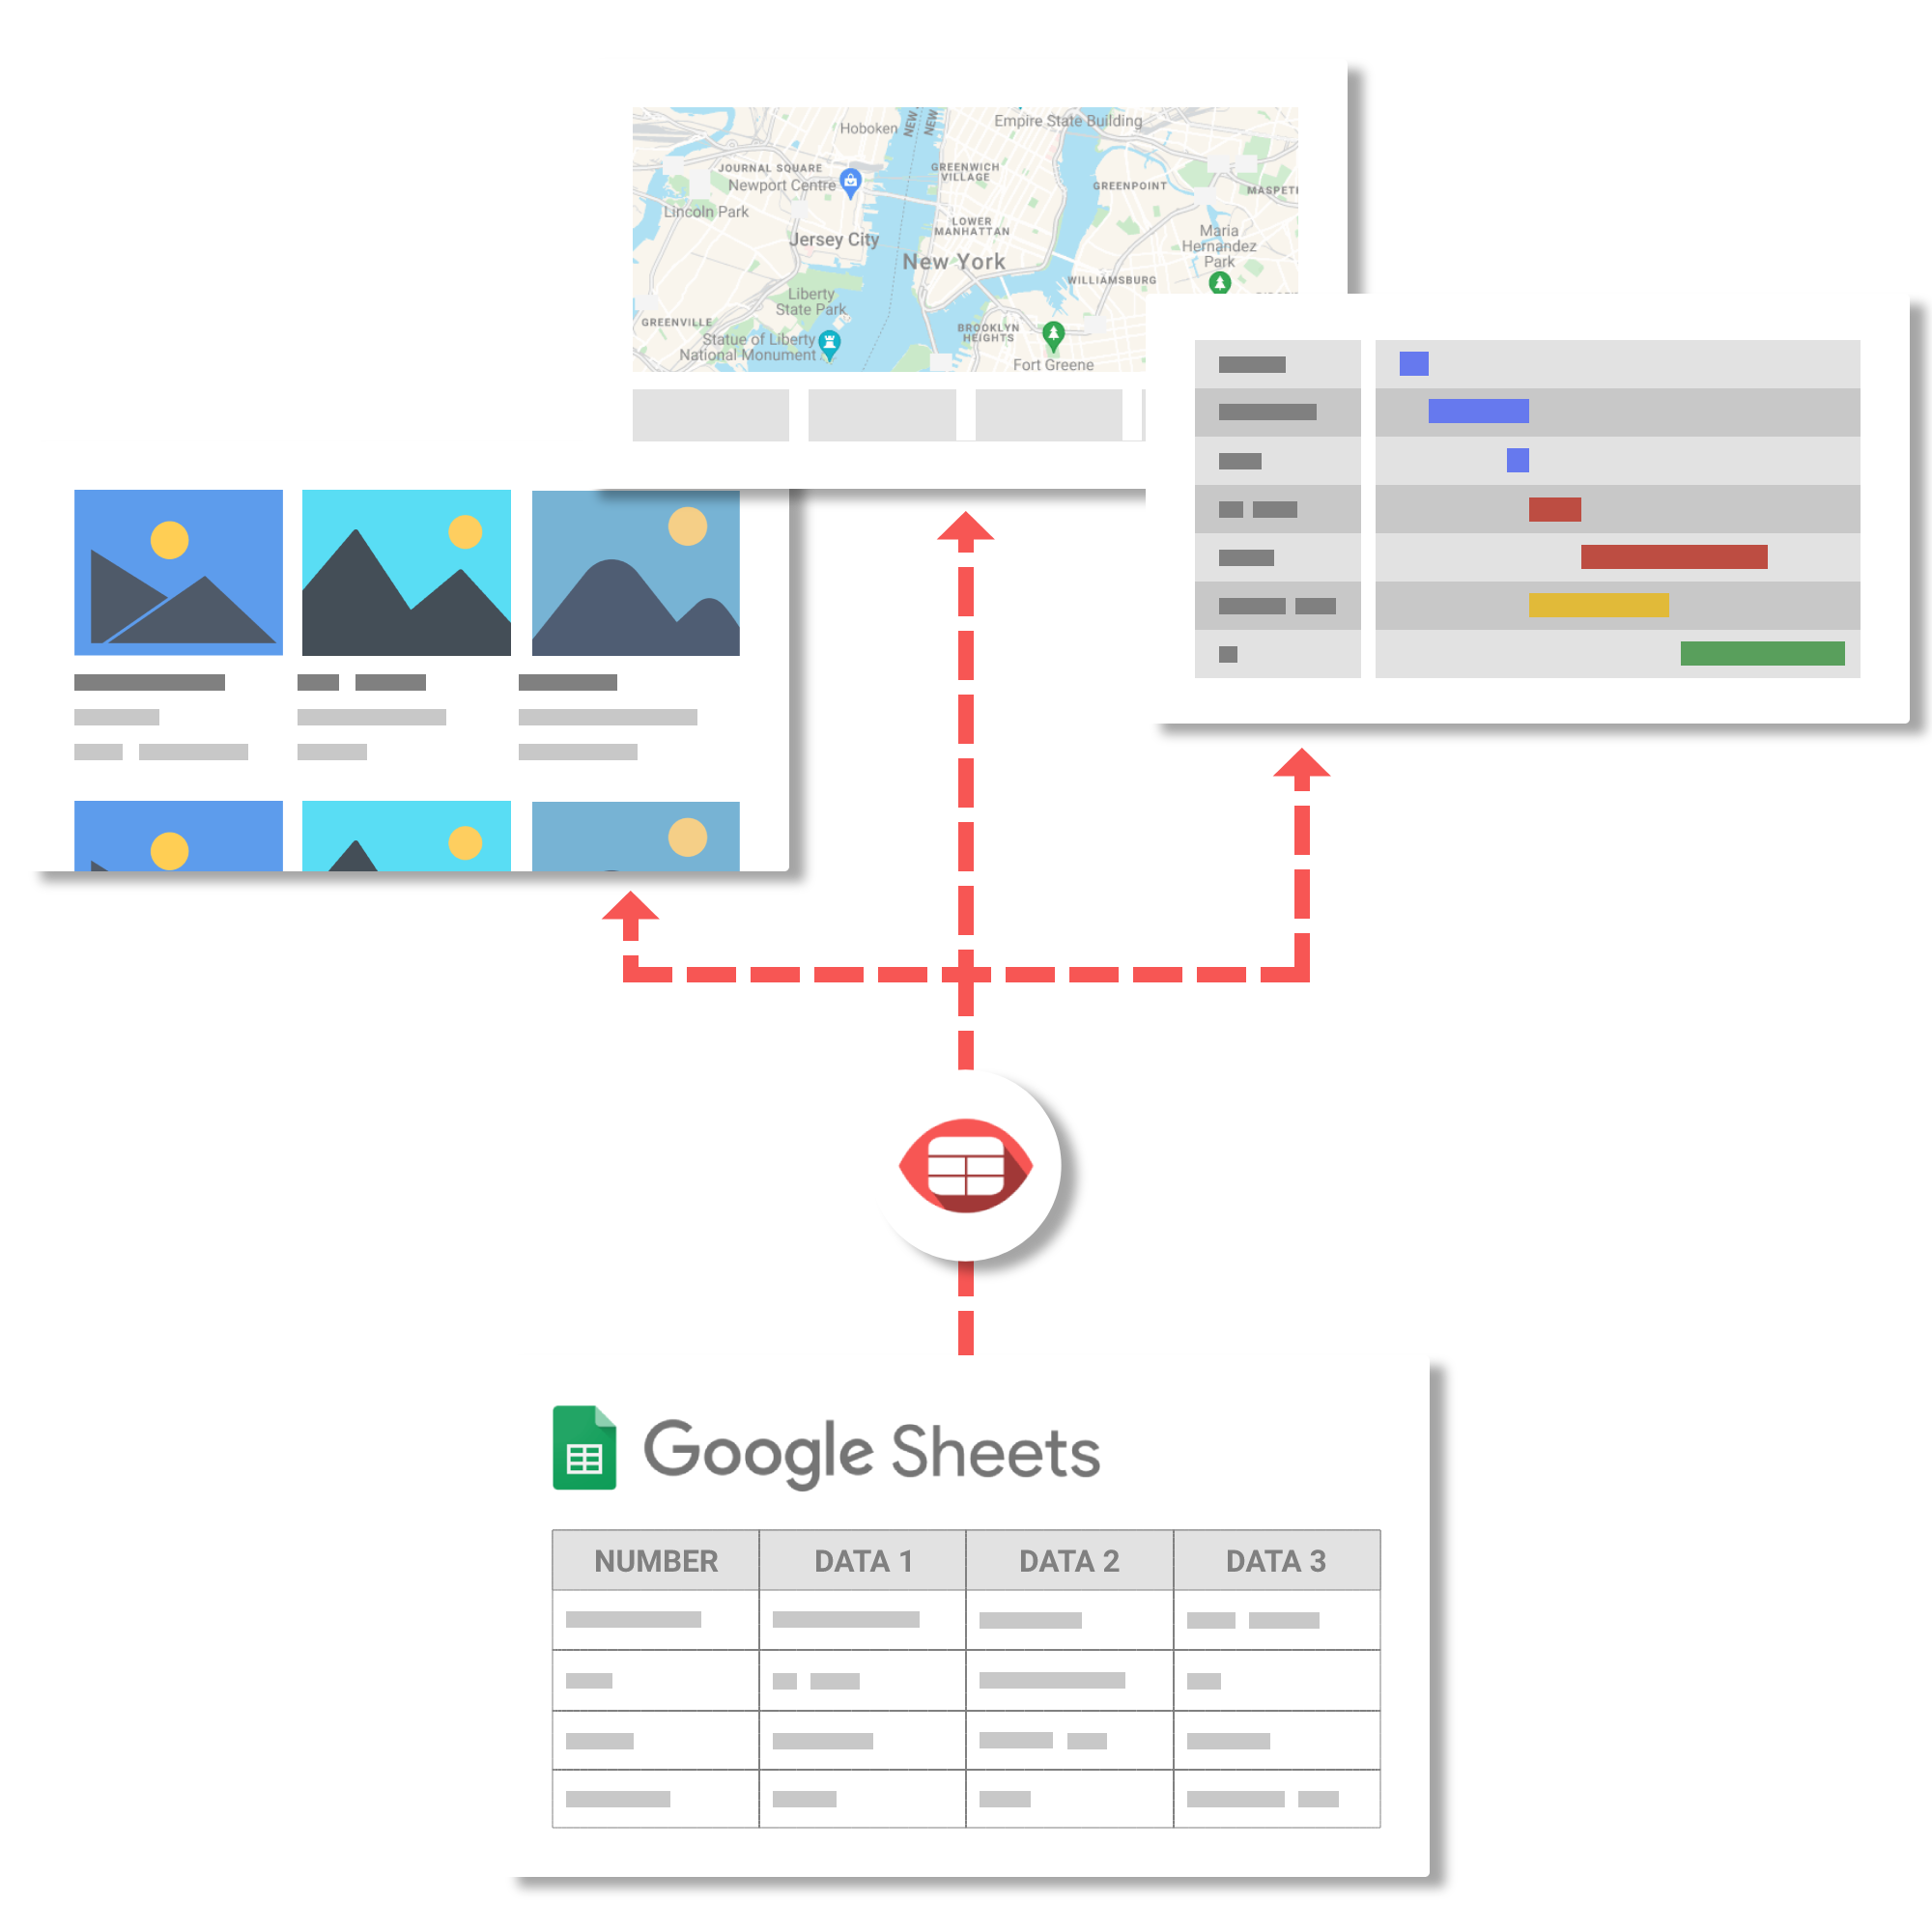 Hoboken
NEW
NEW
Empire State Building
JOURNAL SQUARE
Newport Centre
GREENWICH
VILLAGE
GREENPOINT
MASPETH
Lincoln Park
LOWER
MANHATTAN
Jersey City
New York
Maria
Hernandez
Park
WILLIAMSBURG
Liberty
State Park
GREENVILLE
Statue of Liberty
National Monument
BROOKLYN
HEIGHTS
Fort Greene
Google Sheets
NUMBER DATA 1 DATA 2 DATA 3